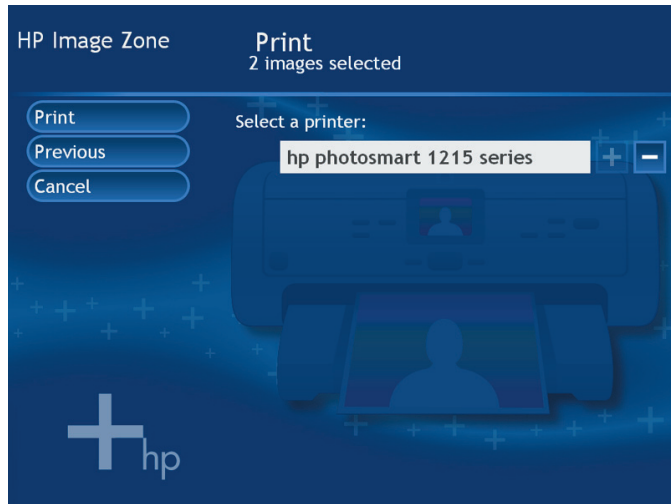 HP Image Zone
Print
2 images selected
Print
Previous
Cancel
Select a printer:
hp photosmart 1215 series
+ −
+hp